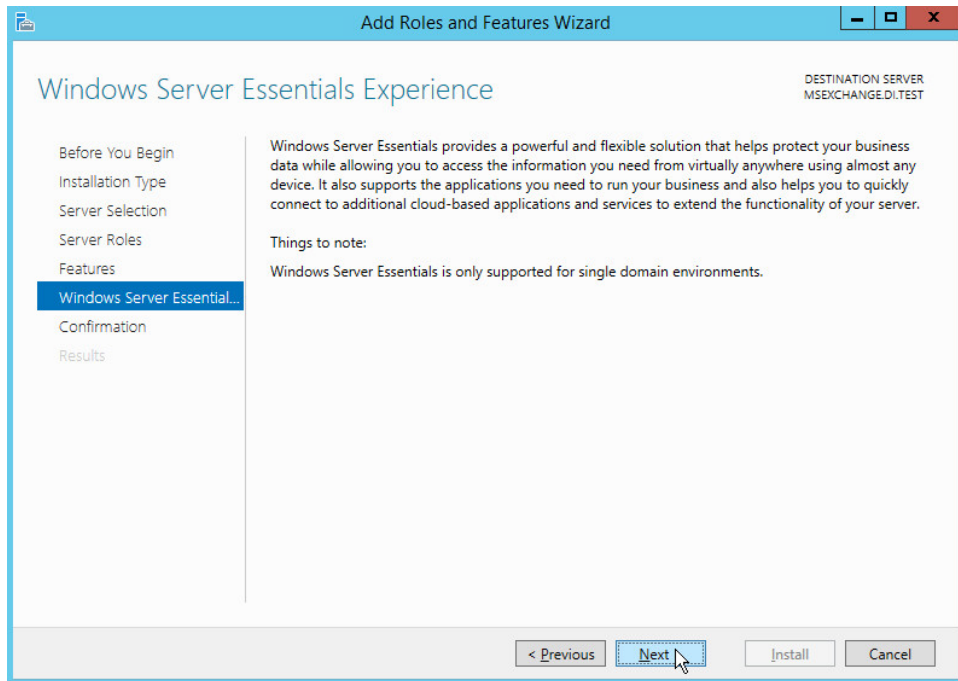 Add Roles and Features Wizard
Windows Server Essentials Experience
DESTINATION SERVER
MSEXCHANGE.DI.TEST
Before You Begin
Installation Type
Server Selection
Server Roles
Features
Windows Server Essential...
Confirmation
Results
Windows Server Essentials provides a powerful and flexible solution that helps protect your business
data while allowing you to access the information you need from virtually anywhere using almost any
device. It also supports the applications you need to run your business and also helps you to quickly
connect to additional cloud-based applications and services to extend the functionality of your server.
Things to note:
Windows Server Essentials is only supported for single domain environments.
< Previous
Next
Install
Cancel